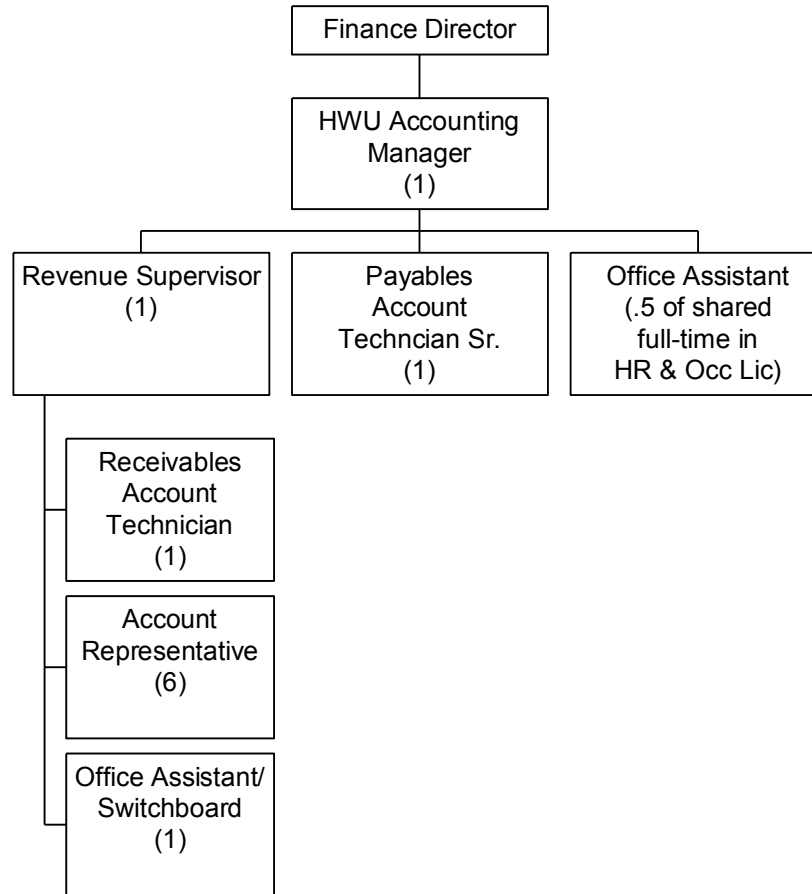 Finance Director
HWU Accounting
Manager
(1)
Revenue Supervisor
(1)
Payables
Account
Techncian Sr.
(1)
Office Assistant
(.5 of shared
full-time in
HR & Occ Lic)
Receivables
Account
Technician
(1)
Account
Representative
(6)
Office Assistant/
Switchboard
(1)